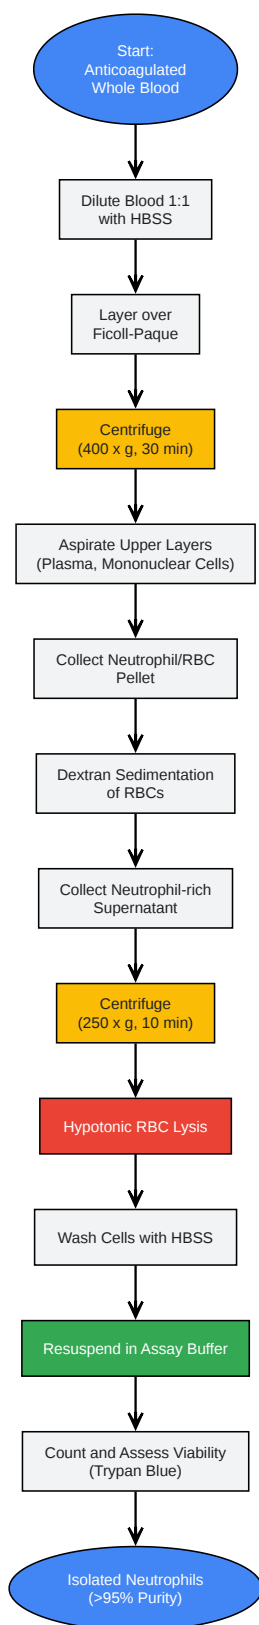 Start:
Anticoagulated
Whole Blood
Dilute Blood 1:1
with HBSS
Layer over
Ficoll-Paque
Centrifuge
(400 x g, 30 min)
Aspirate Upper Layers
(Plasma, Mononuclear Cells)
Collect Neutrophil/RBC
Pellet
Dextran Sedimentation
of RBCs
Collect Neutrophil-rich
Supernatant
Centrifuge
(250 x g, 10 min)
Hypotonic RBC Lysis
Wash Cells with HBSS
Resuspend in Assay Buffer
Count and Assess Viability
(Trypan Blue)
Isolated Neutrophils
(>95% Purity)